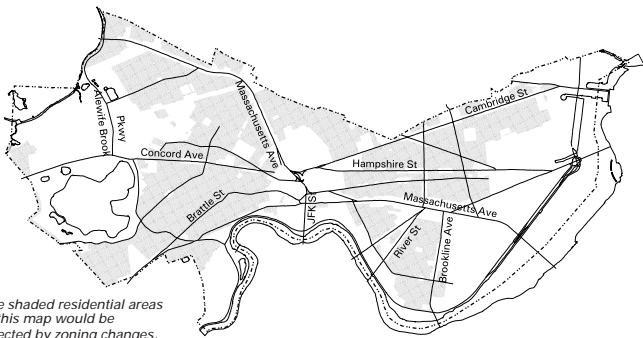 Cambridge St
Massachusetts Ave
Alewife Brook
Pkwy
Concord Ave
Hampshire St
Brattle St
JFK St
Massachusetts Ave
River St
Brookline Ave
e shaded residential areas
this map would be
ected by zoning changes.